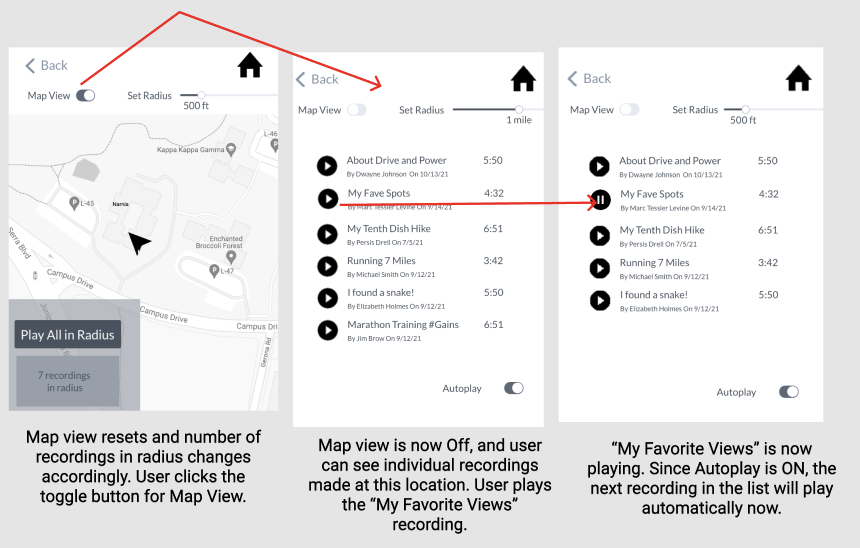 Back
Map View
Set Radius
500 ft
L-46
Kappa Kappa Gamma
L-45
Narnia
Enchanted
Broccoli Forest
L-47
Serra Blvd
Campus Drive
Campus Drive
Campus Dri
Gerona Rd
Play All in Radius
7 recordings
in radius
Map view resets and number of
recordings in radius changes
accordingly. User clicks the
toggle button for Map View.
Back
Map View
Set Radius
1 mile
About Drive and Power 5:50
By Dwayne Johnson On 10/13/21
My Fave Spots 4:32
By Marc Tessier Levine On 9/14/21
My Tenth Dish Hike 6:51
By Persis Drell On 7/5/21
Running 7 Miles 3:42
By Michael Smith On 9/12/21
I found a snake! 5:50
By Elizabeth Holmes On 9/12/21
Marathon Training #Gains 6:51
By Jim Brow On 9/12/21
Autoplay
Map view is now Off, and user
can see individual recordings
made at this location. User plays
the “My Favorite Views”
recording.
Back
Map View
Set Radius
500 ft
About Drive and Power 5:50
By Dwayne Johnson On 10/13/21
My Fave Spots 4:32
By Marc Tessier Levine On 9/14/21
My Tenth Dish Hike 6:51
By Persis Drell On 7/5/21
Running 7 Miles 3:42
By Michael Smith On 9/12/21
I found a snake! 5:50
By Elizabeth Holmes On 9/12/21
Autoplay
“My Favorite Views” is now
playing. Since Autoplay is ON, the
next recording in the list will play
automatically now.